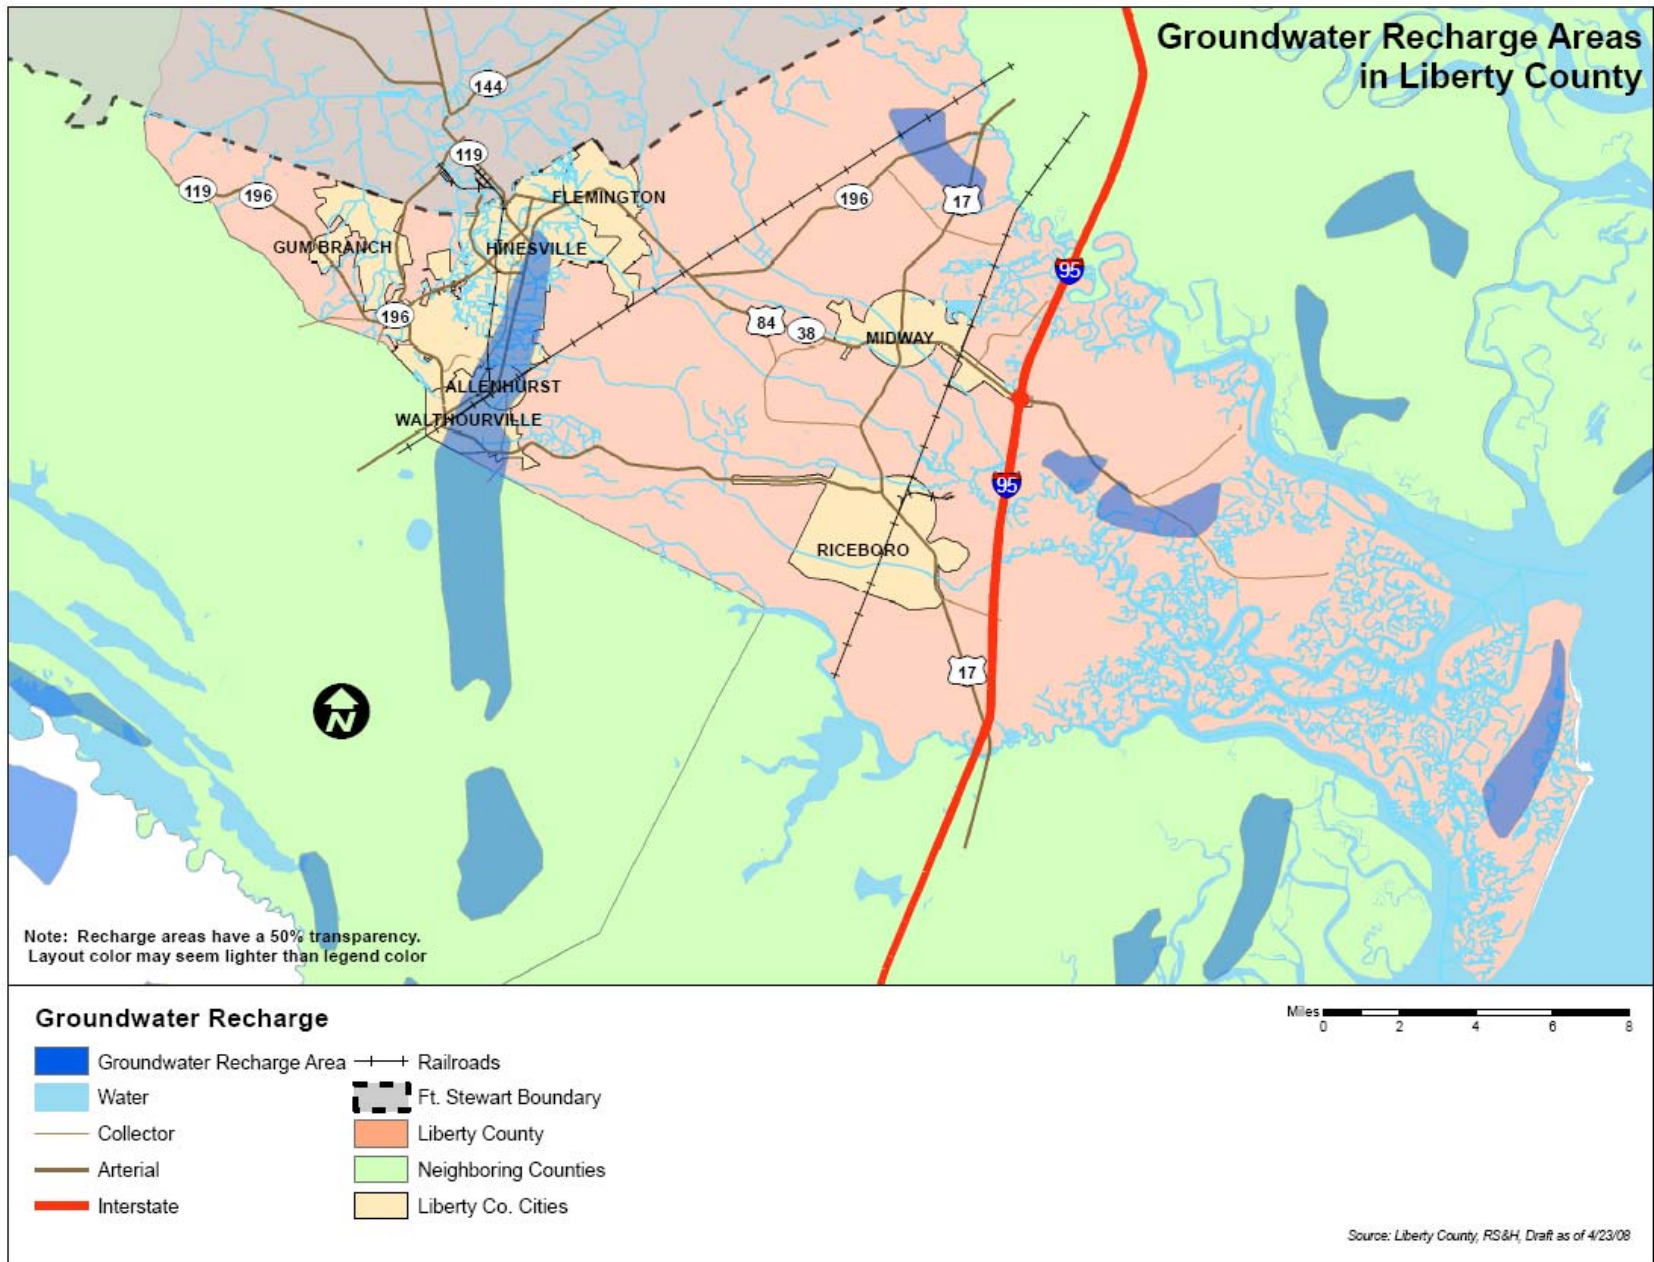 Groundwater Recharge Areas
in Liberty County
144
119
119
196
FLEMINGTON
196
17
GUM BRANCH
HINESVILLE
95
196
84
38
MIDWAY
ALLENHURST
WALTHOURVILLE
95
RICEBORO
17
N
Note: Recharge areas have a 50% transparency.
Layout color may seem lighter than legend color
Groundwater Recharge
Miles
0 2 4 6 8
Groundwater Recharge Area
Railroads
Water
Ft. Stewart Boundary
Collector
Liberty County
Arterial
Neighboring Counties
Interstate
Liberty Co. Cities
Source: Liberty County, RS&H, Draft as of 4/23/08